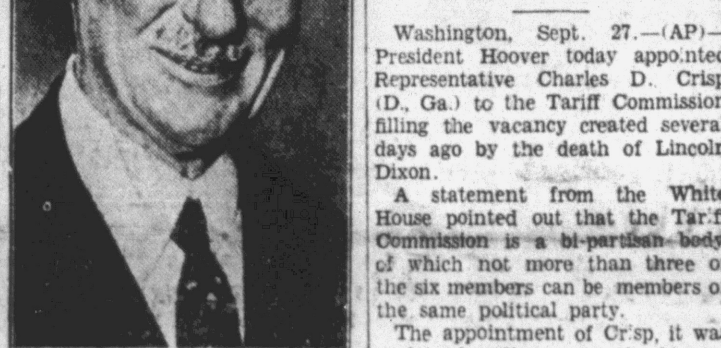 Washington, Sept. 27.—(AP)—
President Hoover today appointed
Representative Charles D. Crisp
(D., Ga.) to the Tariff Commission
filling the vacancy created several
days ago by the death of Lincoln
Dixon.
A statement from the White
House pointed out that the Tariff
Commission is a bi-partisan body
of which not more than three of
the six members can be members of
the same political party.
The appointment of Crisp, it was